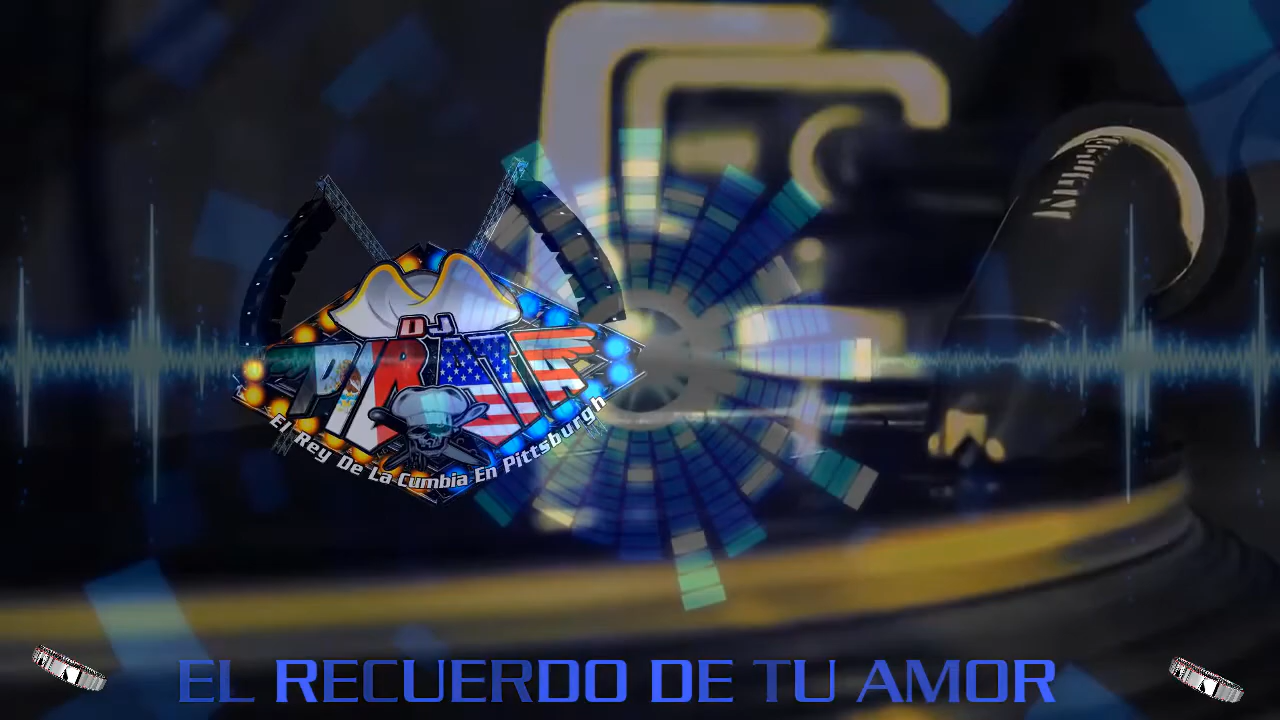 DJ
PIRATA
El Rey De La Cumbia En Pittsburgh
EL RECUERDO DE TU AMOR